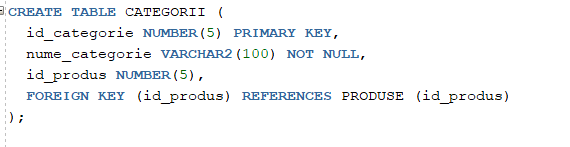 CREATE TABLE CATEGORII (
id_categorie NUMBER(5) PRIMARY KEY,
nume_categorie VARCHAR2(100) NOT NULL,
id_produs NUMBER(5),
FOREIGN KEY (id_produs) REFERENCES PRODUSE (id_produs)
);